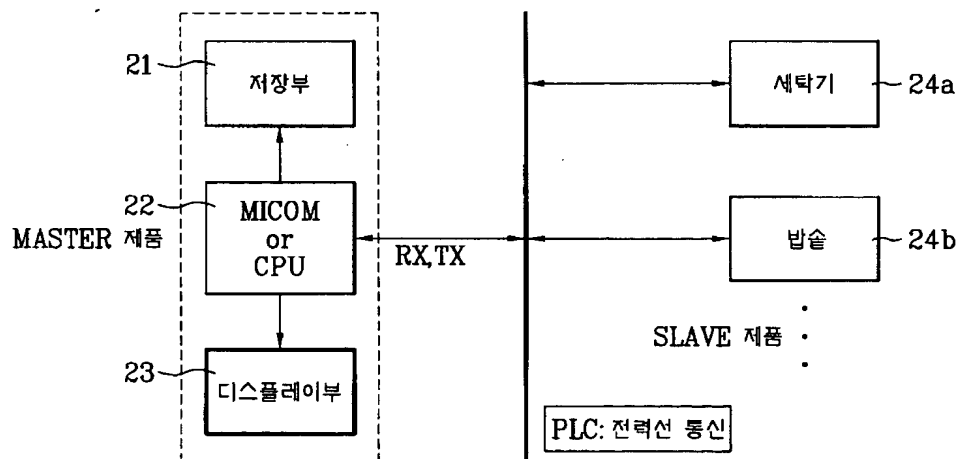 21
저장부
세탁기
24a
22
MICOM
or
CPU
MASTER 제품
RX,TX
밥솥
24b
SLAVE 제품
23
디스플레이부
PLC: 전력선 통신